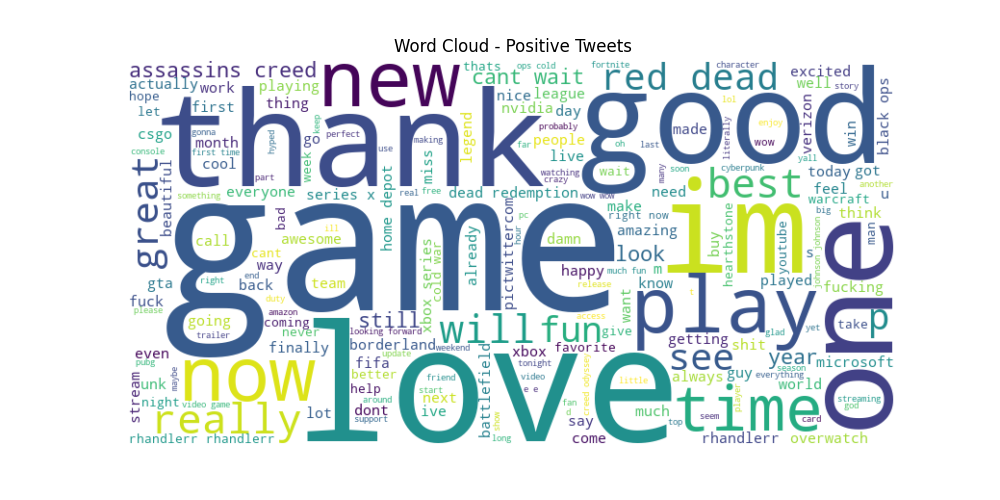 Word Cloud - Positive Tweets
assassins creed
new
thats
ops cold
fortnite
character
excited
actually
work
playing
cant wait
red dead
well
story
hope
thing
nice
league
lol
let
first
thank
nvidia
day
good
made
enjoy
verizon
win
black ops
csgo
gonna
hyped
keep
perfect
making
legend
probably
people
oh
last
literally
wow
yall
month
go
use
far
console
first time
cool
week
miss
watching
live
wait
many
soon
cyberpunk
today
got
part
crazy
best
feel
another
great
beautiful
something
everyone
series x
real
free
dead redemption
need
warcraft
u
game
im
one
bad
home depot
pictwittercom
pc
wow wow
make
right now
big
think
call
awesome
hour
damn
amazing
buy
hearthstone
youtube
johnson johnson
man
cant
ill
xbox series
cold war
already
look
s
way
gta
end
back
right
team
happy
much fun
m
know
played
fuck
duty
release
want
t
fucking
please
amazon
play
p
going
coming
still
will
fun
access
give
glad
yet
take
trailer
never
looking forward
getting
shit
pubg
finally
borderland
weekend
xbox
favorite
see
year
microsoft
even
now
love
fifa
update
tonight
guy
everything
season
maybe
better
friend
video
creed odyssey
little
always
world
unk
help
around
start
e e
player
streaming
stream
night
video game
dont
next
battlefield
fan
much
time
god
really
lot
support
ive
show
a
say
top
seem
card
rhandlerr rhandlerr
long
come
rhandlerr
overwatch